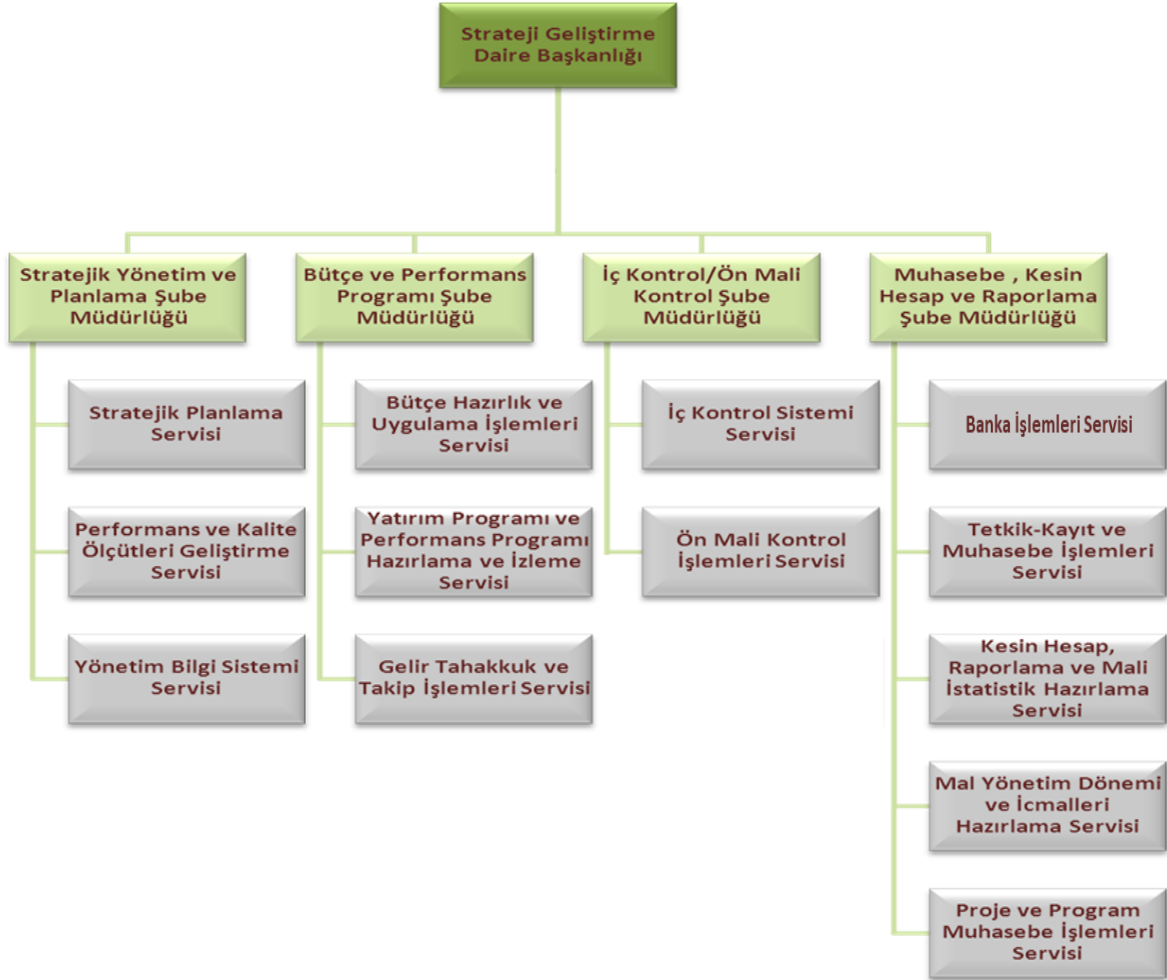 Strateji Geliştirme
Daire Başkanlığı
Stratejik Yönetim ve
Planlama Şube
Müdürlüğü
Stratejik Planlama
Servisi
Performans ve Kalite
Ölçütleri Geliştirme
Servisi
Yönetim Bilgi Sistemi
Servisi
Bütçe ve Performans
Programı Şube
Müdürlüğü
Bütçe Hazırlık ve
Uygulama İşlemleri
Servisi
Yatırım Programı ve
Performans Programı
Hazırlama ve İzleme
Servisi
Gelir Tahakkuk ve
Takip İşlemleri Servisi
İç Kontrol/Ön Mali
Kontrol Şube
Müdürlüğü
İç Kontrol Sistemi
Servisi
Ön Mali Kontrol
İşlemleri Servisi
Muhasebe , Kesin
Hesap ve Raporlama
Şube Müdürlüğü
Banka İşlemleri Servisi
Tetkik-Kayıt ve
Muhasebe İşlemleri
Servisi
Kesin Hesap,
Raporlama ve Mali
İstatistik Hazırlama
Servisi
Mal Yönetim Dönemi
ve İcmalleri
Hazırlama Servisi
Proje ve Program
Muhasebe İşlemleri
Servisi